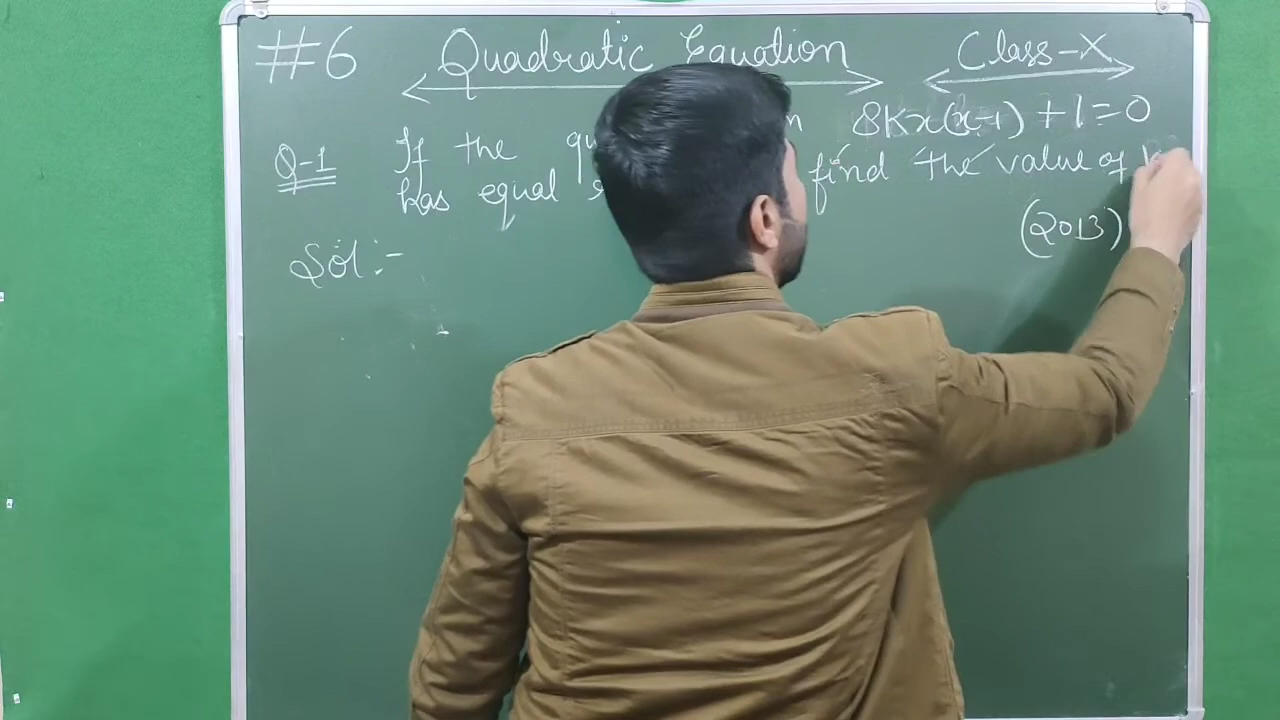 #6 Quadratic Equation Class-X
Q-1 If the 8Kx(x-1) + 1 = 0
has equal find the value of
(2013)
Sol:-